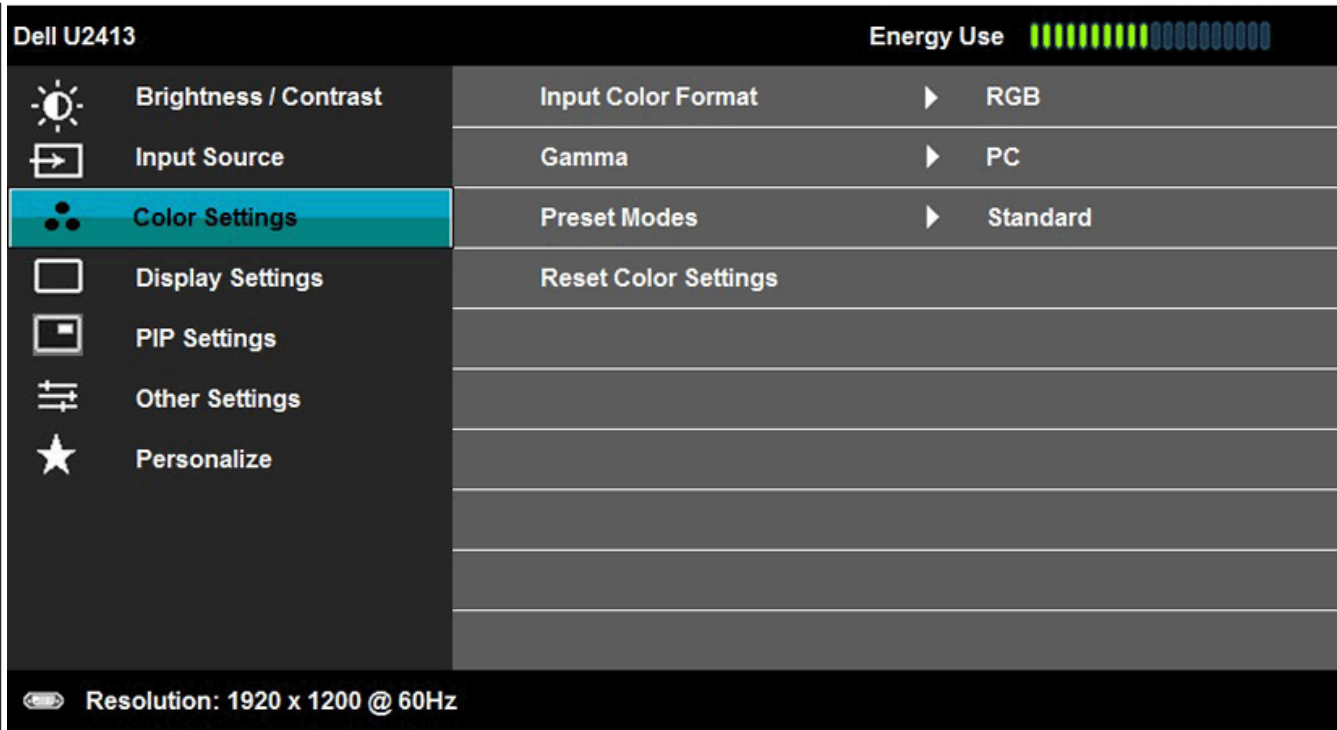 Dell U2413 Energy Use
Brightness / Contrast Input Color Format RGB
Input Source Gamma PC
Color Settings Preset Modes Standard
Display Settings Reset Color Settings
PIP Settings
Other Settings
Personalize
Resolution: 1920 x 1200 @ 60Hz